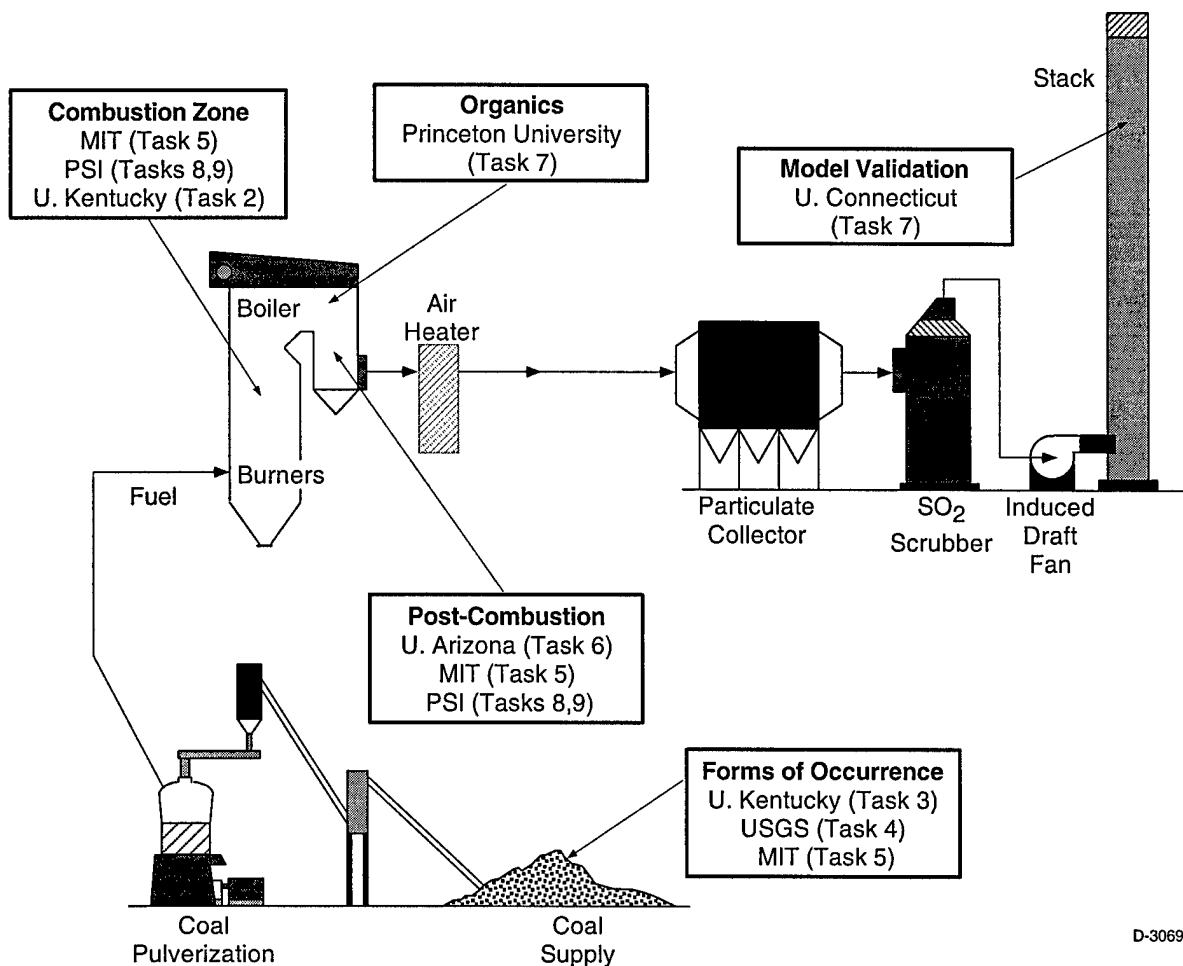 Stack
Combustion Zone
MIT (Task 5)
PSI (Tasks 8,9)
U. Kentucky (Task 2)
Organics
Princeton University
(Task 7)
Model Validation
U. Connecticut
(Task 7)
Boiler
Air
Heater
Burners
Fuel
Particulate
Collector
SO2
Scrubber
Induced
Draft
Fan
Post-Combustion
U. Arizona (Task 6)
MIT (Task 5)
PSI (Tasks 8,9)
Forms of Occurrence
U. Kentucky (Task 3)
USGS (Task 4)
MIT (Task 5)
Coal
Pulverization
Coal
Supply
D-3069